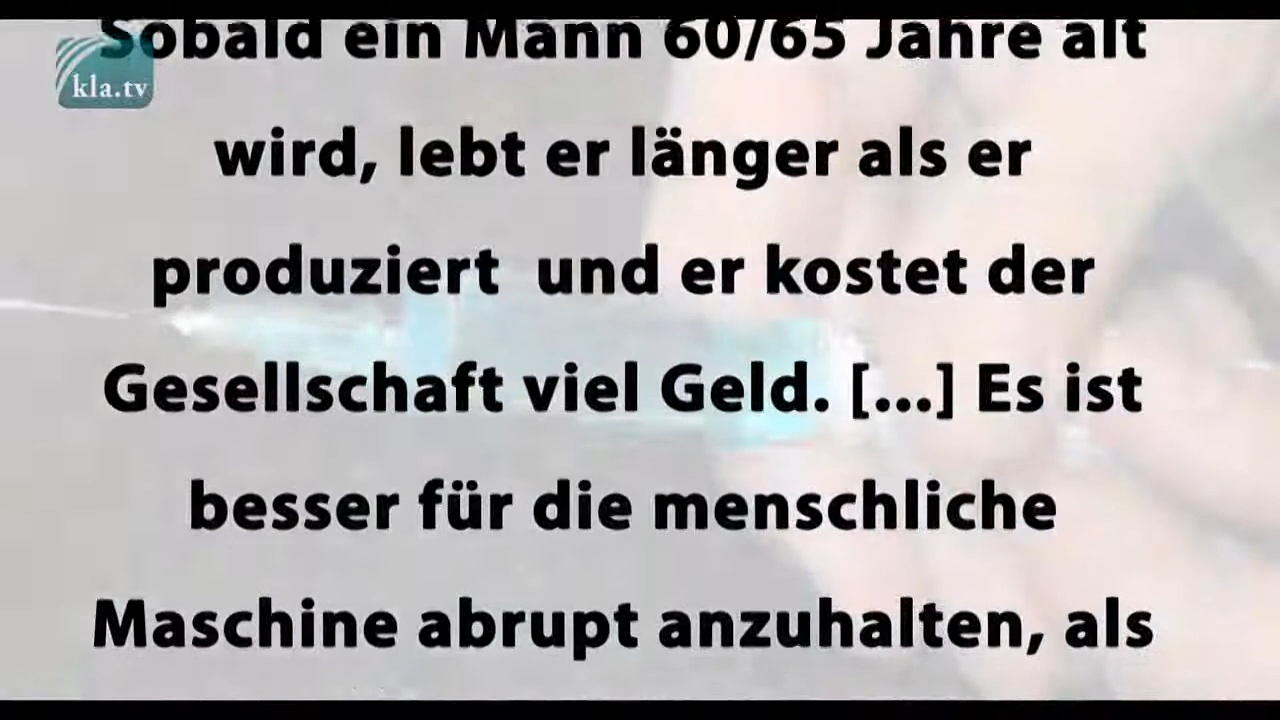 Sobald ein Mann 60/65 Jahre alt
kla.tv
wird, lebt er länger als er
produziert und er kostet der
Gesellschaft viel Geld. [...] Es ist
besser für die menschliche
Maschine abrupt anzuhalten, als